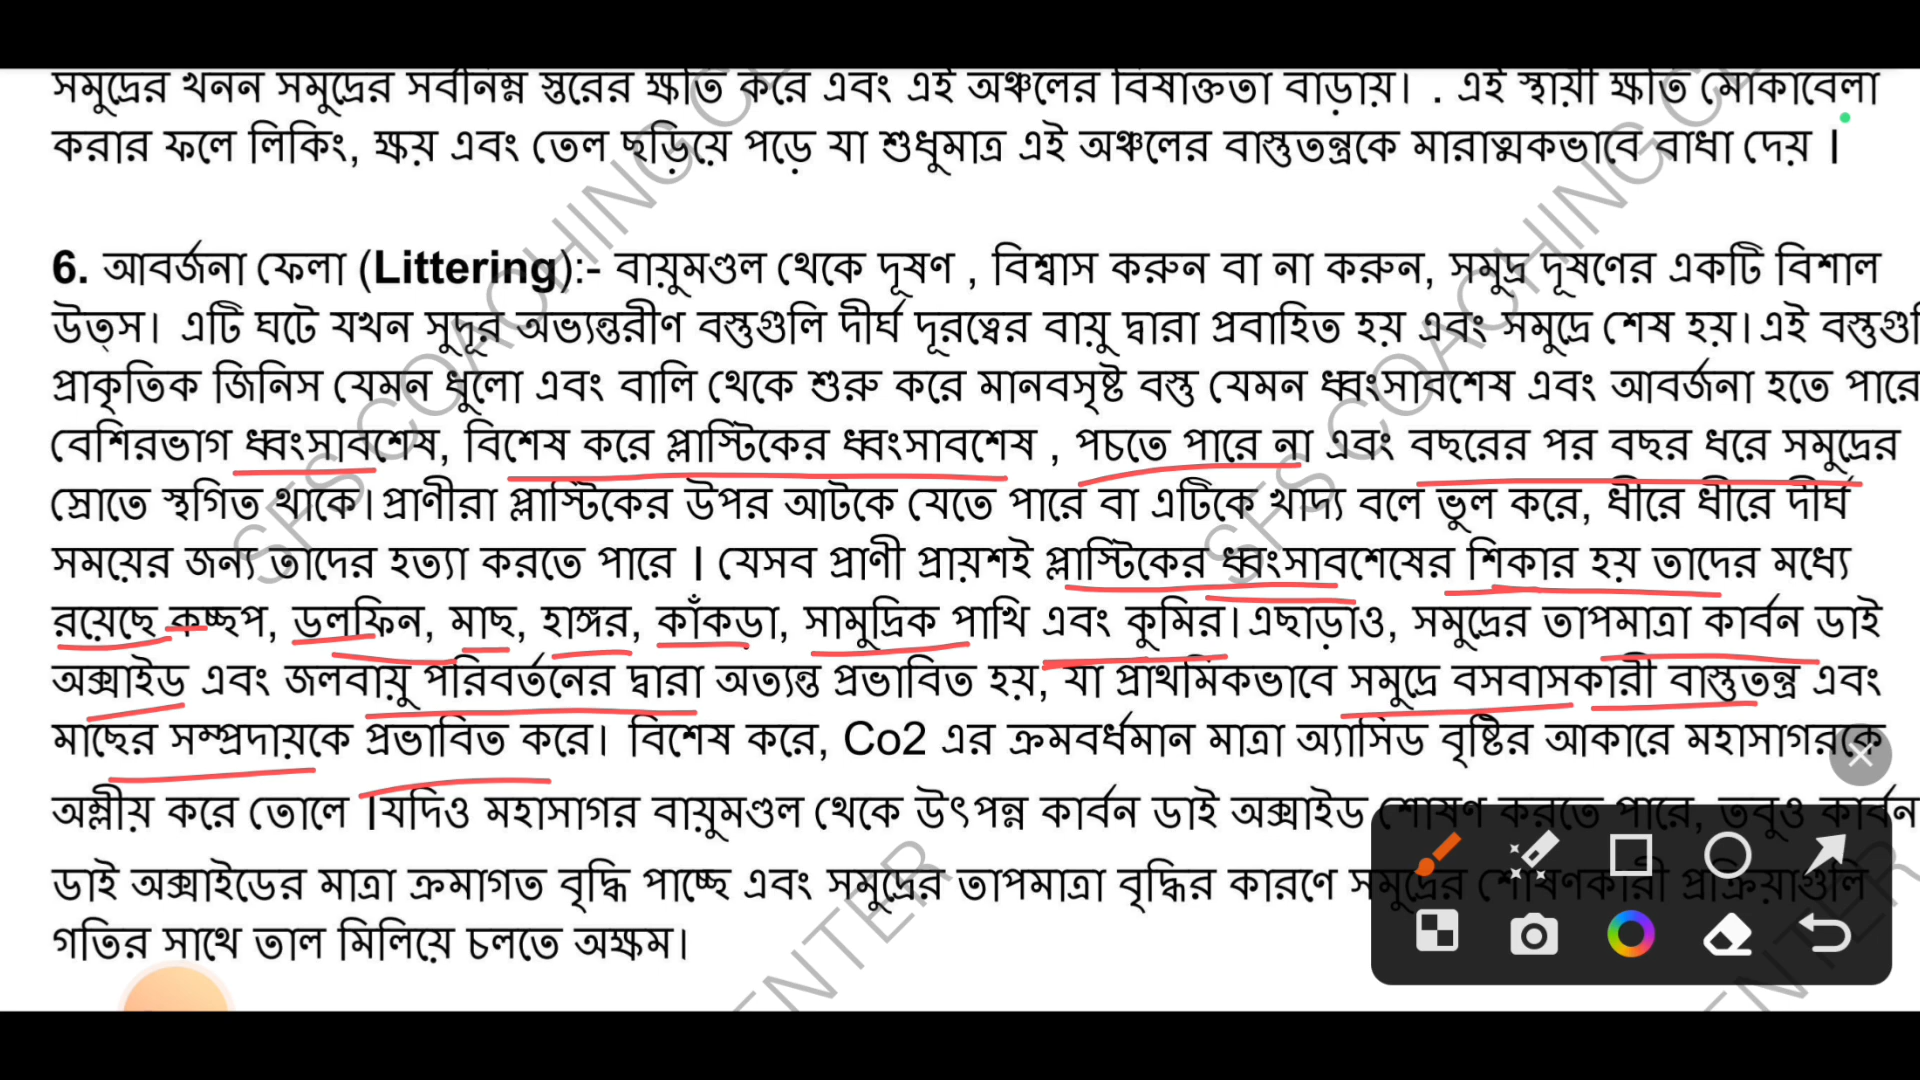 সমুদ্রের খনন সমুদ্রের সর্বনিম্ন স্তরের ক্ষতি করে এবং এই অঞ্চলের বিষাক্ততা বাড়ায়। . এই স্থায়ী ক্ষতি মোকাবেলা
করার ফলে লিকিং, ক্ষয় এবং তেল ছড়িয়ে পড়ে যা শুধুমাত্র এই অঞ্চলের বাস্তুতন্ত্রকে মারাত্মকভাবে বাধা দেয় ।
6. আবর্জনা ফেলা (Littering):- বায়ুমণ্ডল থেকে দূষণ , বিশ্বাস করুন বা না করুন, সমুদ্র দূষণের একটি বিশাল
উত্স। এটি ঘটে যখন সুদূর অভ্যন্তরীণ বস্তুগুলি দীর্ঘ দূরত্বের বায়ু দ্বারা প্রবাহিত হয় এবং সমুদ্রে শেষ হয়। এই
প্রাকৃতিক জিনিস যেমন ধুলো এবং বালি থেকে শুরু করে মানবসৃষ্ট বস্তু যেমন ধ্বংসাবশেষ এবং আবর্জনা হতে পারে
বেশিরভাগ ধ্বংসাবশেষ, বিশেষ করে প্লাস্টিকের ধ্বংসাবশেষ , পচতে পারে না এবং বছরের পর বছর ধরে সমুদ্রের
স্রোতে স্থগিত থাকে। প্রাণীরা প্লাস্টিকের উপর আটকে যেতে পারে বা এটিকে খাদ্য বলে ভুল করে, ধীরে ধীরে দীর্ঘ
সময়ের জন্য তাদের হত্যা করতে পারে । যেসব প্রাণী প্রায়শই প্লাস্টিকের ধ্বংসাবশেষের শিকার হয় তাদের মধ্যে
রয়েছে কচ্ছপ, ডলফিন, মাছ, হাঙ্গর, কাঁকড়া, সামুদ্রিক পাখি এবং কুমির। এছাড়াও, সমুদ্রের তাপমাত্রা কার্বন ডাই
অক্সাইড এবং জলবায়ু পরিবর্তনের দ্বারা অত্যন্ত প্রভাবিত হয়, যা প্রাথমিকভাবে সমুদ্রে বসবাসকারী বাস্তুতন্ত্র এবং
মাছের সম্প্রদায়কে প্রভাবিত করে। বিশেষ করে, Co2 এর ক্রমবর্ধমান মাত্রা অ্যাসিড বৃষ্টির আকারে মহাসাগরকে
অম্লীয় করে তোলে ।যদিও মহাসাগর বায়ুমণ্ডল থেকে উৎপন্ন কার্বন ডাই অক্সাইড শোষণ করতে পারে, তবুও কার্বন
ডাই অক্সাইডের মাত্রা ক্রমাগত বৃদ্ধি পাচ্ছে এবং সমুদ্রের তাপমাত্রা বৃদ্ধির কারণে সমুদ্রের শোষণকারী প্রক্রিয়াগুলি
গতির সাথে তাল মিলিয়ে চলতে অক্ষম।
SFS COACHING
SFS COACHING
ENTER